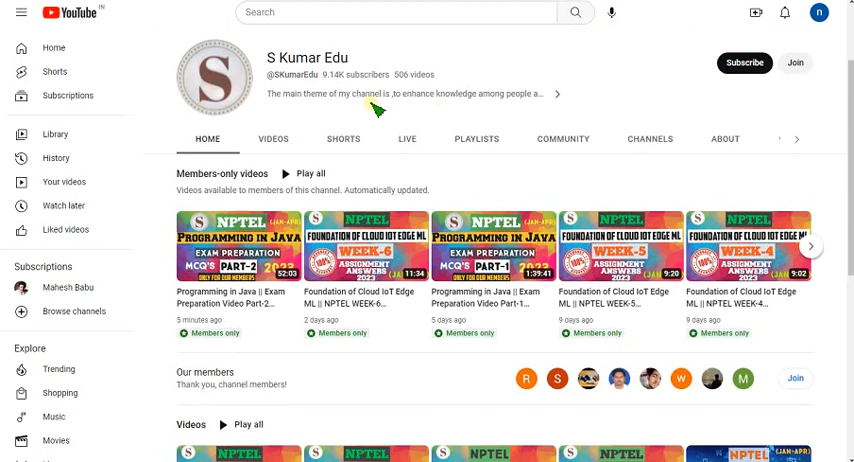 YouTube IN
Search
n
Home
Shorts
Subscriptions
Library
History
Your videos
Watch later
Liked videos
Subscriptions
Mahesh Babu
Browse channels
Explore
Trending
Shopping
Music
Movies
S
S Kumar Edu
@SKumarEdu 9.14K subscribers 506 videos
The main theme of my channel is ,to enhance knowledge among people a...
Subscribe Join
HOME VIDEOS SHORTS LIVE PLAYLISTS COMMUNITY CHANNELS ABOUT
Members-only videos Play all
Videos available to members of this channel. Automatically updated.
S NPTEL (JAN-APR)
PROGRAMMING IN JAVA
EXAM PREPARATION
MCQ'S PART-2 2023
ONLY FOR OUR MEMBERS
52:03
Programming in Java || Exam
Preparation Video Part-2...
5 minutes ago
Members only
S NPTEL
FOUNDATION OF CLOUD IOT EDGE ML
100%
WEEK-6
ASSIGNMENT
ANSWERS
2023
11:34
Foundation of Cloud IoT Edge
ML || NPTEL WEEK-6...
2 days ago
Members only
S NPTEL (JAN-APR)
PROGRAMMING IN JAVA
EXAM PREPARATION
MCQ'S PART-1
ONLY FOR OUR MEMBERS
1:39:41
Programming in Java || Exam
Preparation Video Part-1...
5 days ago
Members only
S NPTEL
FOUNDATION OF CLOUD IOT EDGE ML
100%
WEEK-5
ASSIGNMENT
ANSWERS
2023
9:20
Foundation of Cloud IoT Edge
ML || NPTEL WEEK-5...
9 days ago
Members only
S NPTEL
FOUNDATION OF CLOUD IOT EDGE ML
100%
WEEK-4
ASSIGNMENT
ANSWERS
2023
9:02
Foundation of Cloud IoT Edge
ML || NPTEL WEEK-4...
9 days ago
Members only
Our members
Thank you, channel members!
R S W M Join
Videos Play all
NPTEL
NPTEL